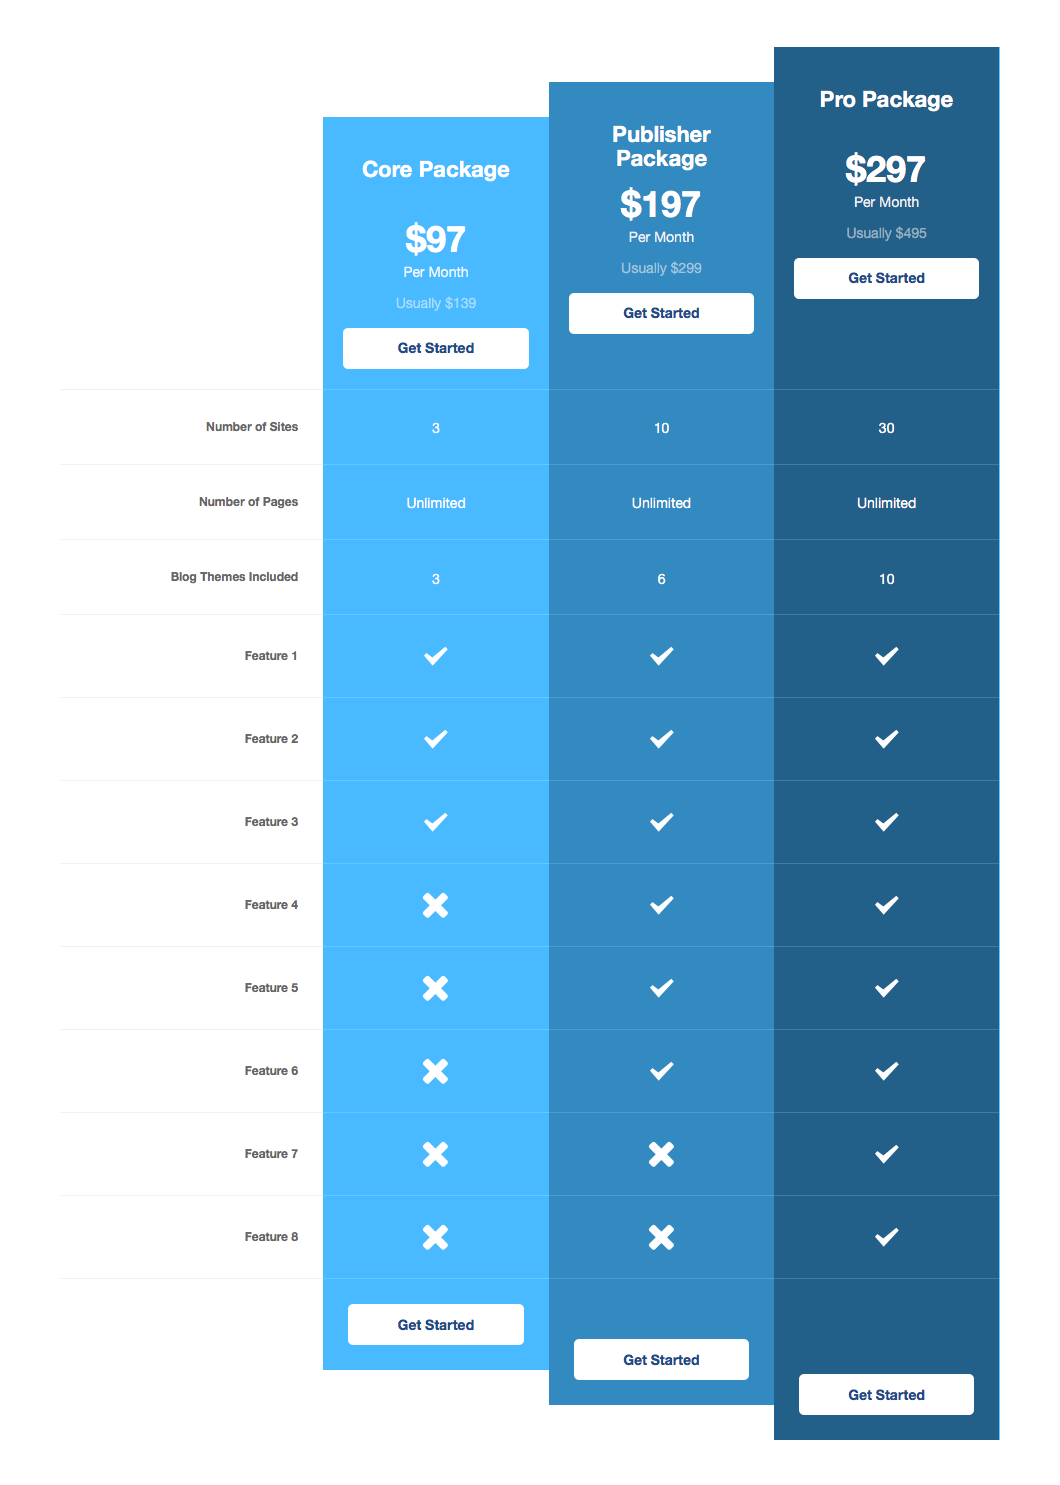 Core Package
$97
Per Month
Usually $139
Get Started
Publisher
Package
$197
Per Month
Usually $299
Get Started
Pro Package
$297
Per Month
Usually $495
Get Started
Number of Sites 3 10 30
Number of Pages Unlimited Unlimited Unlimited
Blog Themes Included 3 6 10
Feature 1
Feature 2
Feature 3
Feature 4
Feature 5
Feature 6
Feature 7
Feature 8
Get Started
Get Started
Get Started